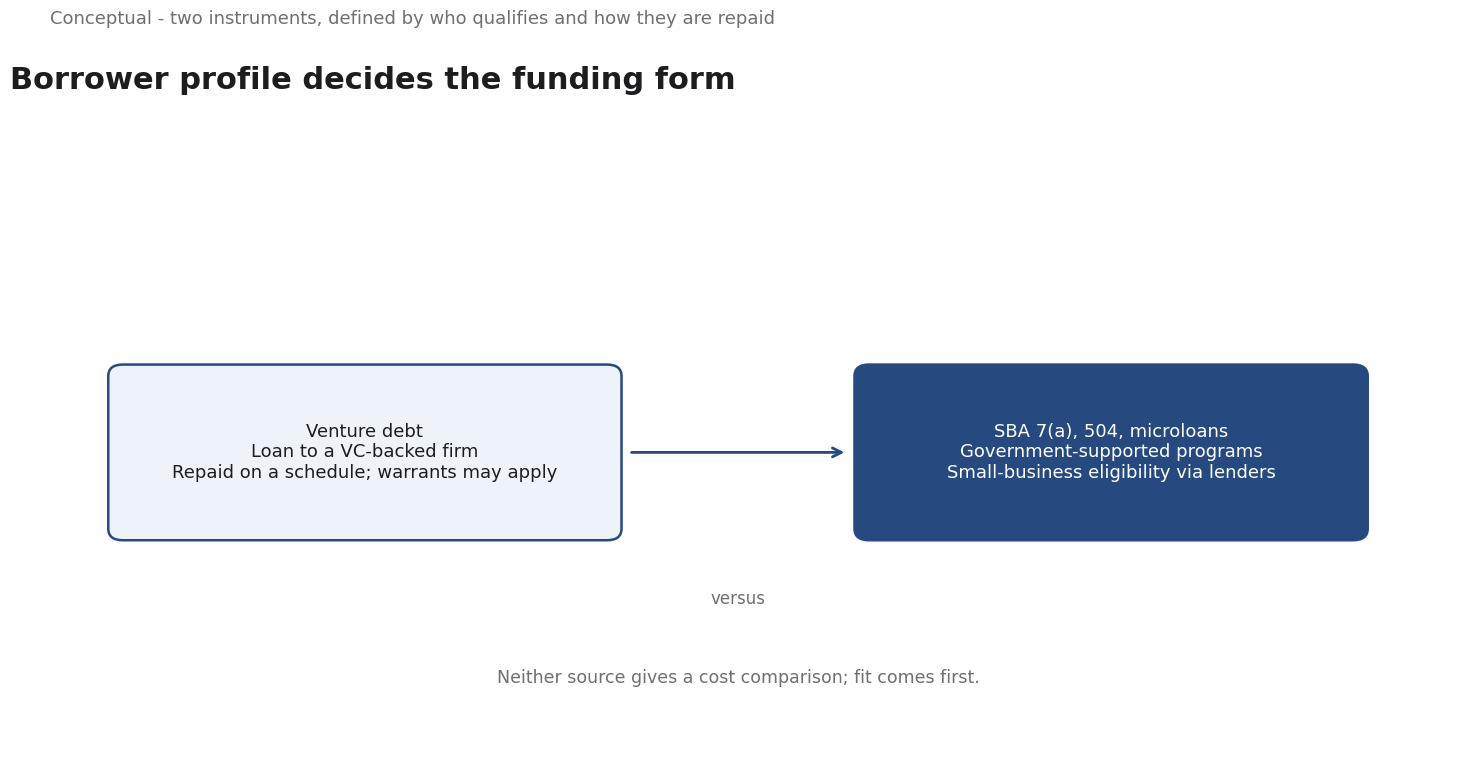 Conceptual - two instruments, defined by who qualifies and how they are repaid
Borrower profile decides the funding form
Venture debt
Loan to a VC-backed firm
Repaid on a schedule; warrants may apply
SBA 7(a), 504, microloans
Government-supported programs
Small-business eligibility via lenders
versus
Neither source gives a cost comparison; fit comes first.